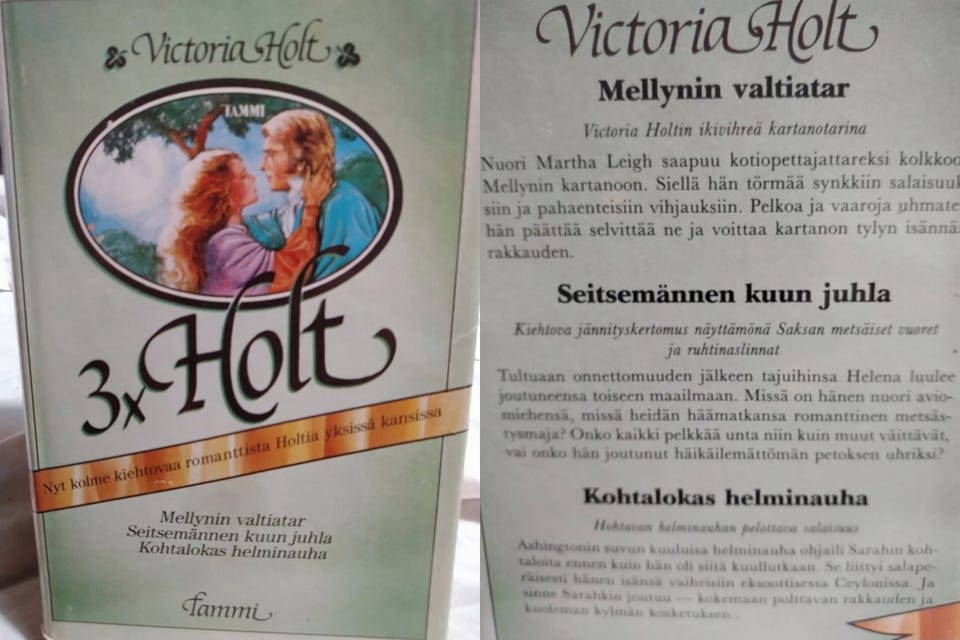 Victoria Holt
TAMMI
3x Holt
Nyt kolme kiehtovaa romanttista Holtia yksissä kansissa
Mellynin valtiatar
Seitsemännen kuun juhla
Kohtalokas helminauha
Tammi
Victoria Holt
Mellynin valtiatar
Victoria Holtin ikivihreä kartanotarina
Nuori Martha Leigh saapuu kotiopettajattareksi kolkkoo
Mellynin kartanoon. Siellä hän törmää synkkiin salaisuuk
siin ja pahaenteisiin vihjauksiin. Pelkoa ja vaaroja uhmate
hän päättää selvittää ne ja voittaa kartanon tylyn isännä
rakkauden.
Seitsemännen kuun juhla
Kiehtova jännityskertomus näyttämönä Saksan metsäiset vuoret
ja ruhtinaslinnat
Tultuaan onnettomuuden jälkeen tajuihinsa Helena luulee
joutuneensa toiseen maailmaan. Missä on hänen nuori avio-
miehensä, missä heidän häämatkansa romanttinen metsäs-
tysmaja? Onko kaikki pelkkää unta niin kuin muut väittävät,
vai onko hän joutunut häikäilemättömän petoksen uhriksi?
Kohtalokas helminauha
Hohtavan helminauhan pelottava salaisuus
Ashingtonin suvun kuuluisa helminauha ohjaili Sarahin koh-
taloita ennen kuin hän oli siitä kuullutkaan. Se liittyi salape-
räisesti hänen isänsä vaiheisiin eksoottisessa Ceylonissa. Ja
sinne Sarahkin joutuu — kokemaan polttavan rakkauden ja
kuoleman kylmän kosketuksen...